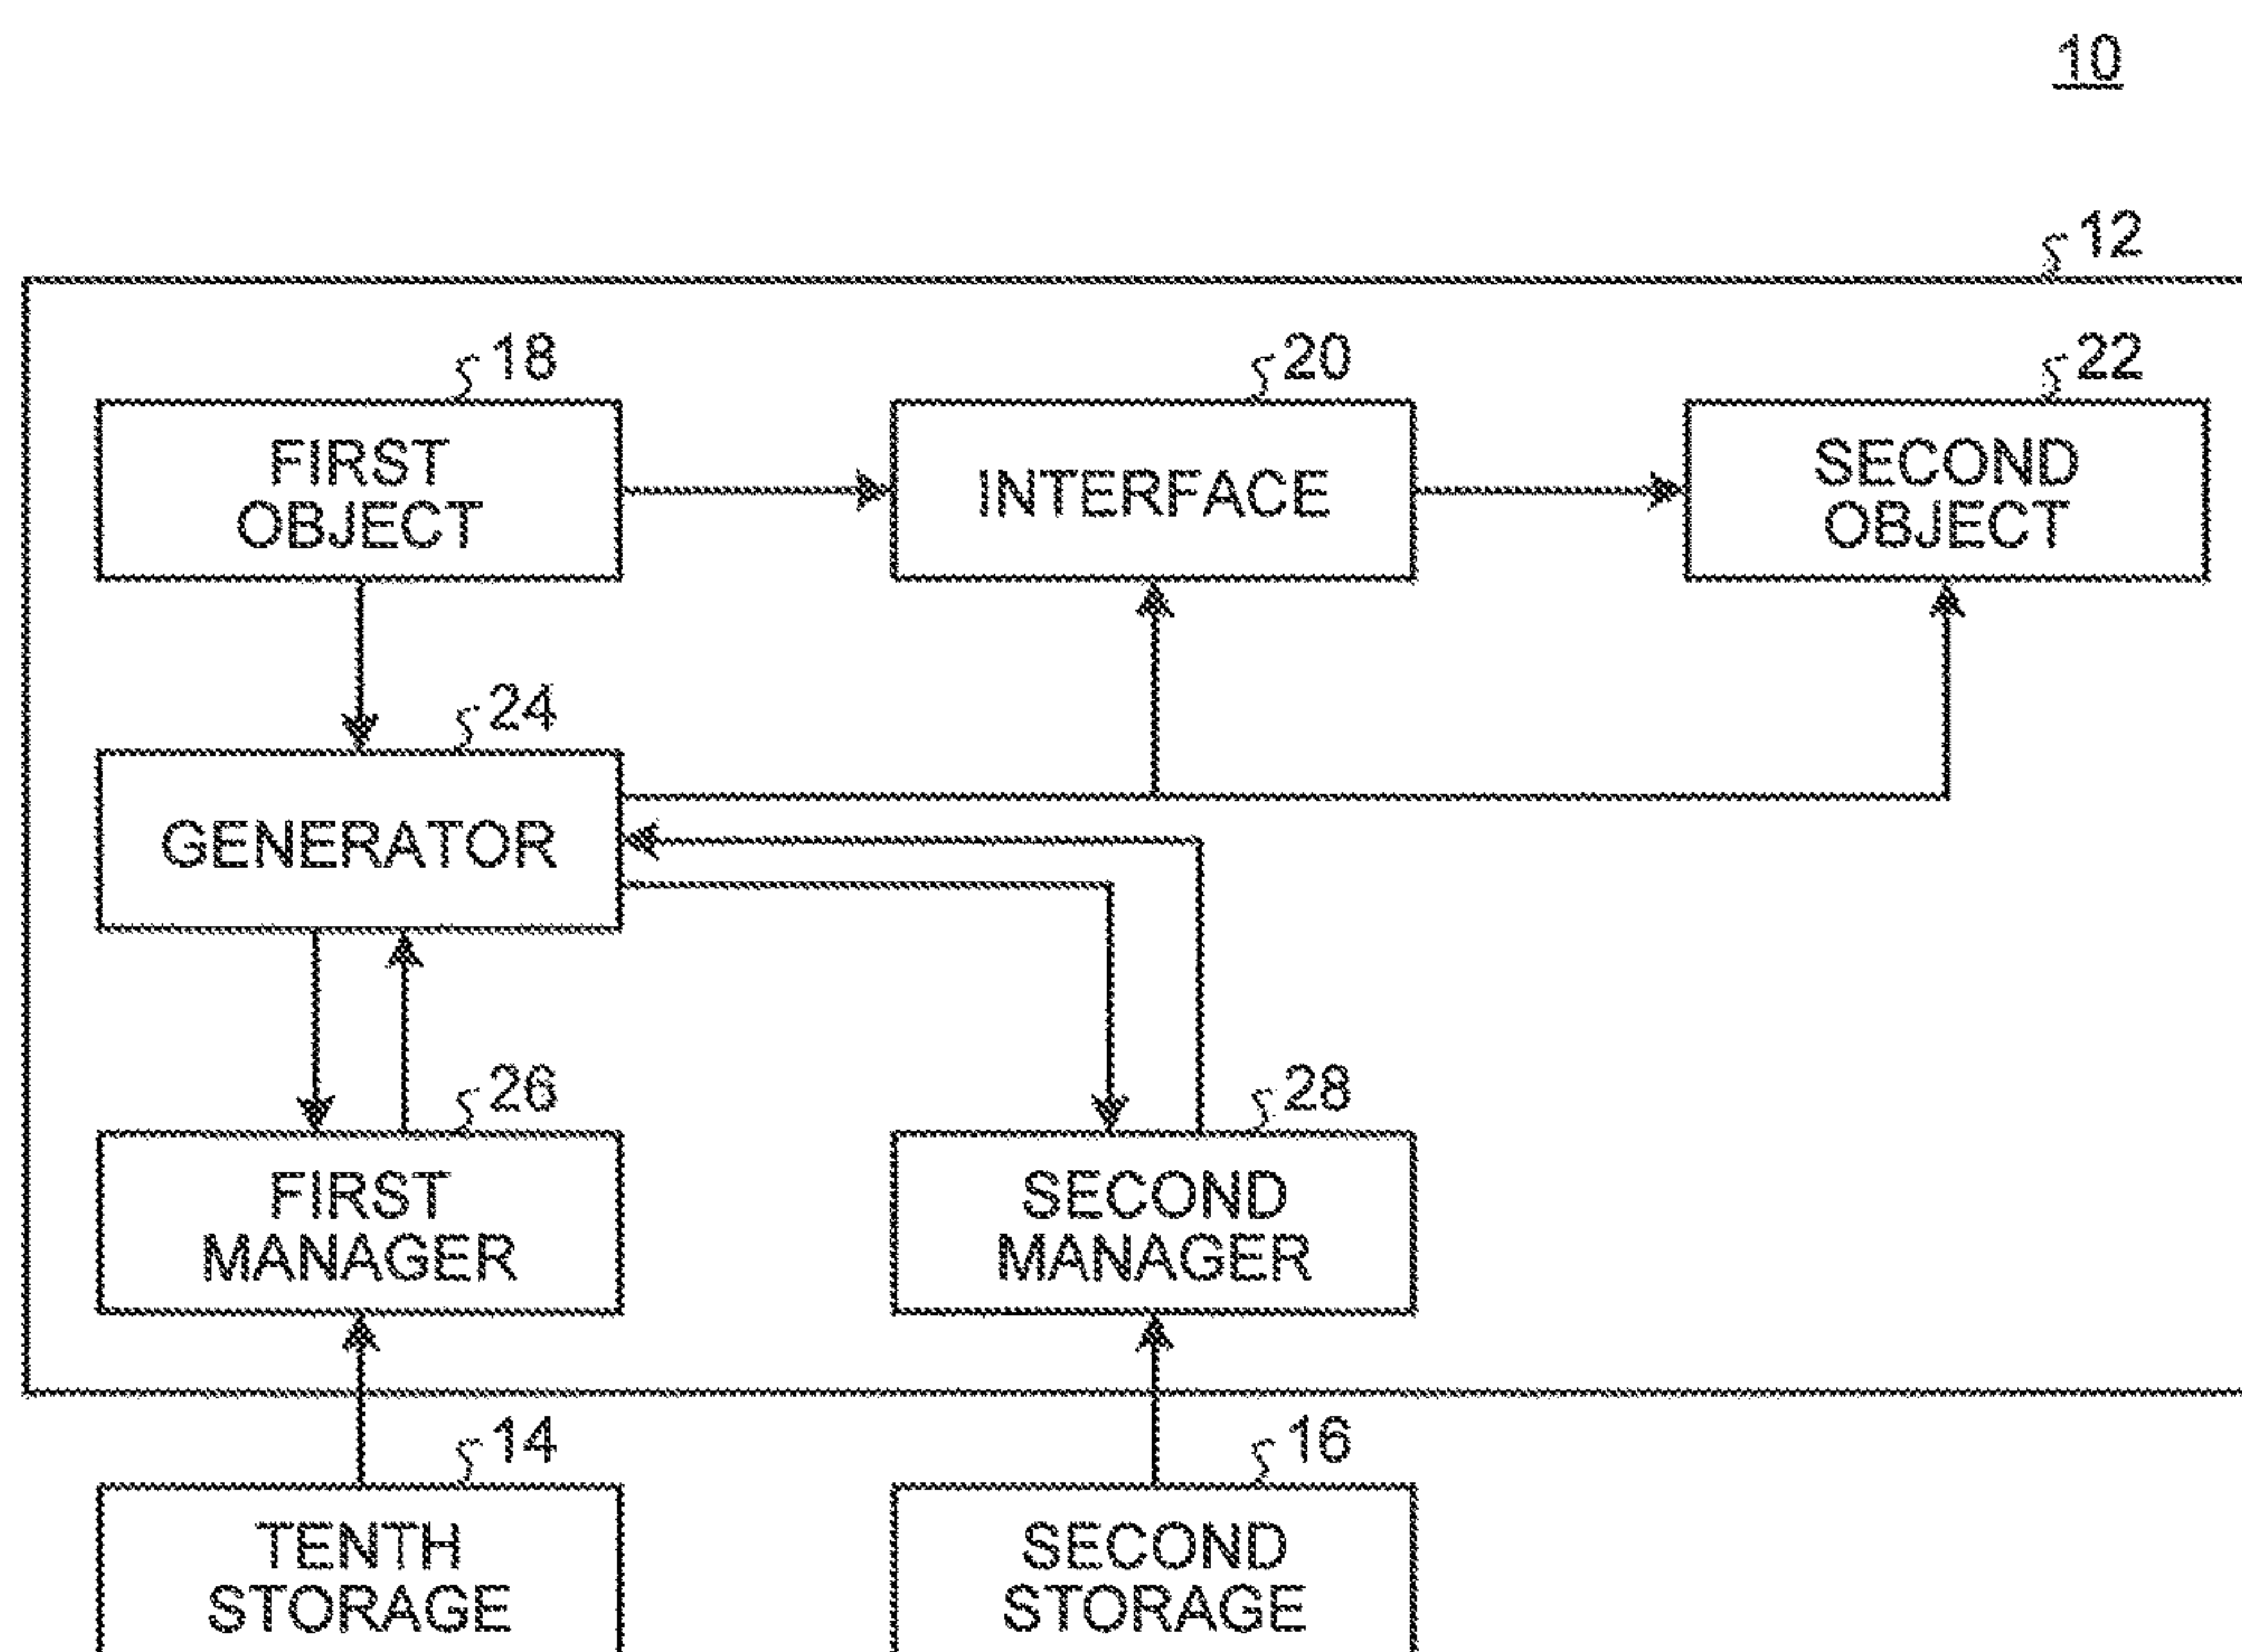 10
12
18
20
22
FIRST
OBJECT
INTERFACE
SECOND
OBJECT
24
GENERATOR
26
28
FIRST
MANAGER
SECOND
MANAGER
14
16
TENTH
STORAGE
SECOND
STORAGE